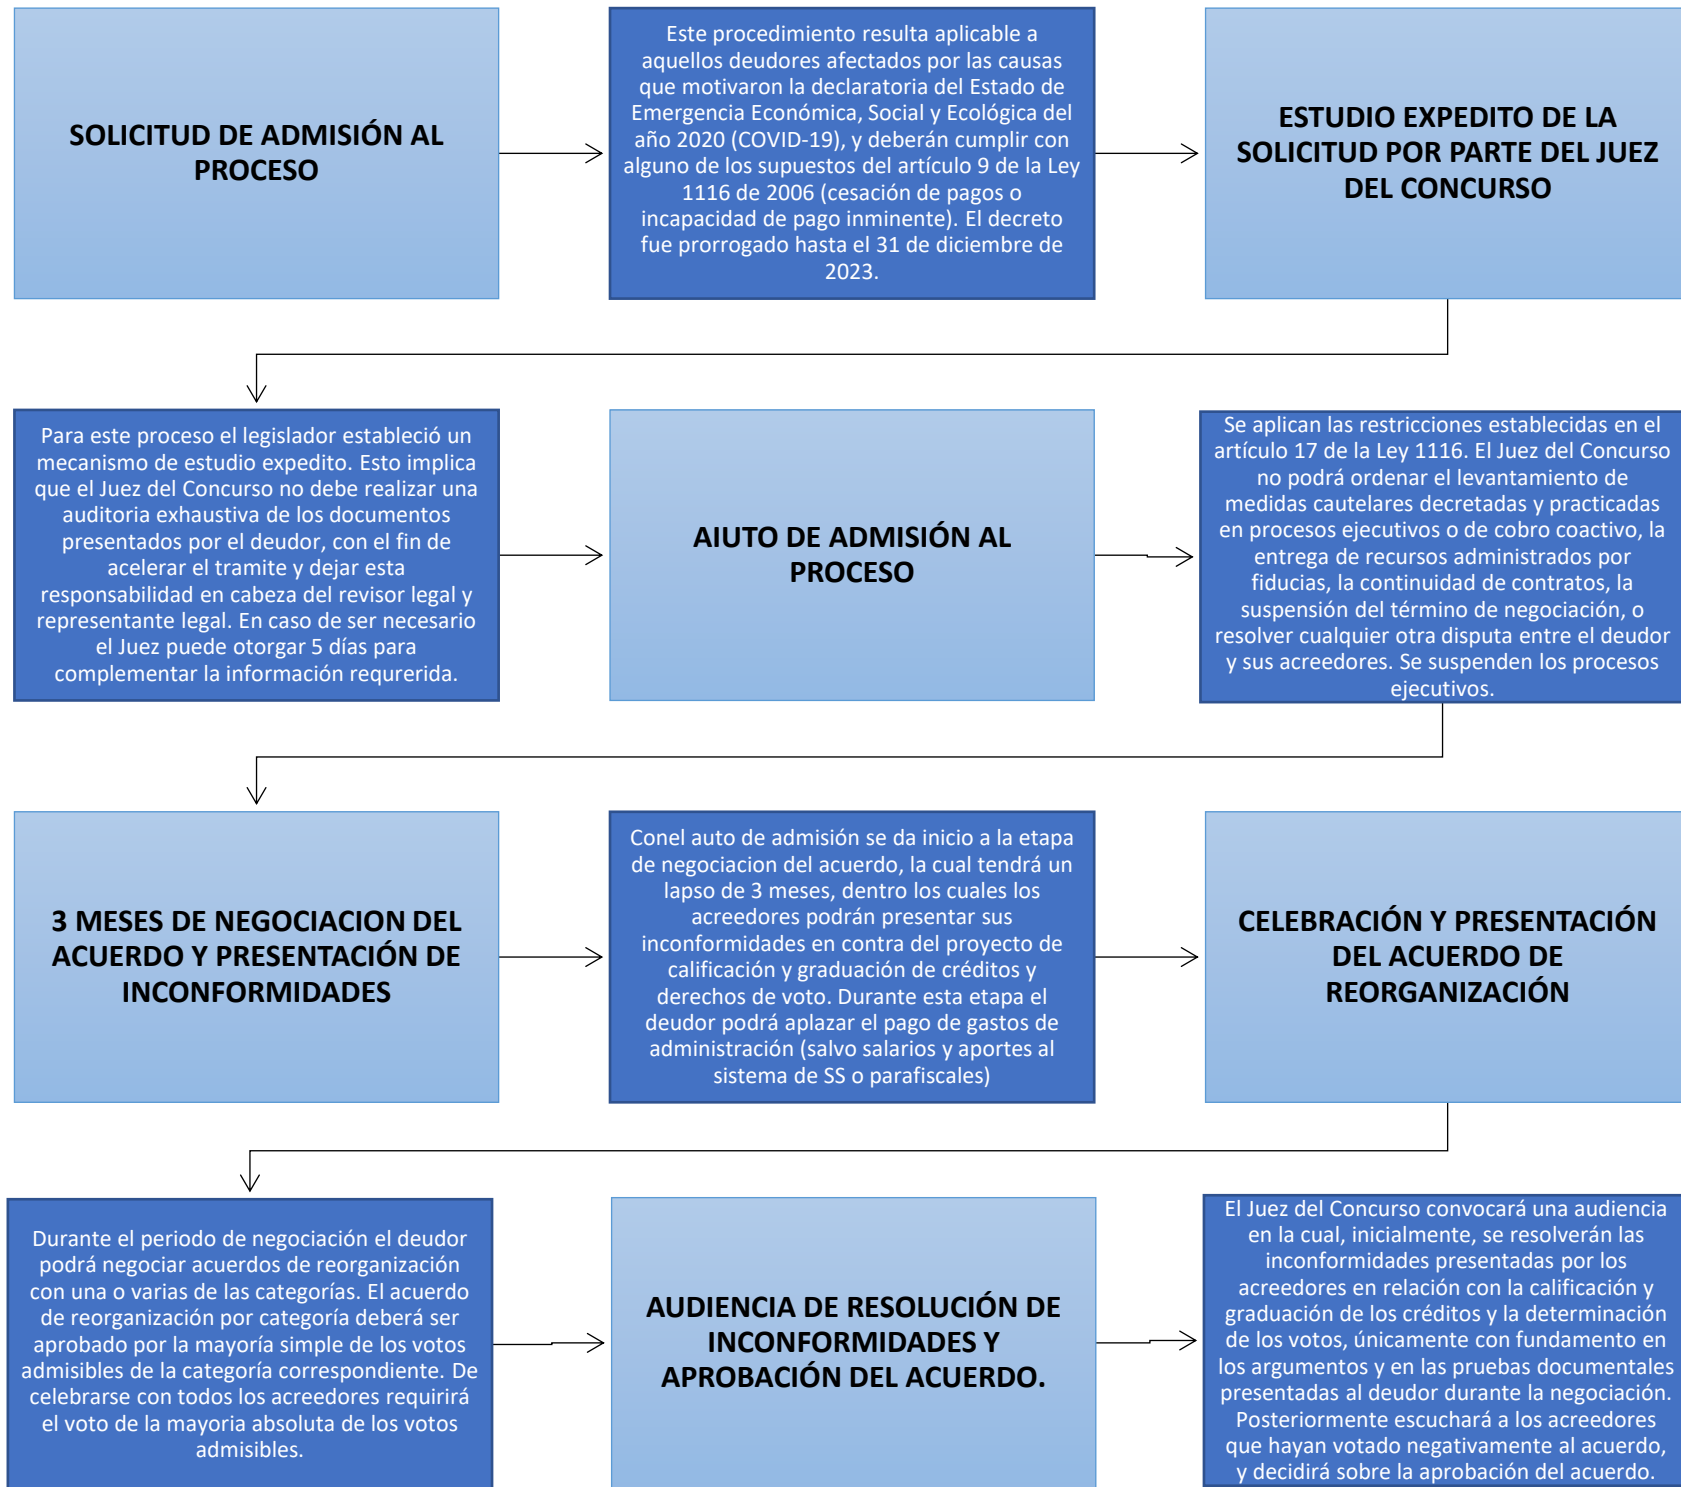 SOLICITUD DE ADMISIÓN AL
PROCESO
Este procedimiento resulta aplicable a
aquellos deudores afectados por las causas
que motivaron la declaratoria del Estado de
Emergencia Económica, Social y Ecológica del
año 2020 (COVID-19), y deberán cumplir con
alguno de los supuestos del artículo 9 de la Ley
1116 de 2006 (cesación de pagos o
incapacidad de pago inminente). El decreto
fue prorrogado hasta el 31 de diciembre de
2023.
ESTUDIO EXPEDITO DE LA
SOLICITUD POR PARTE DEL JUEZ
DEL CONCURSO
Para este proceso el legislador estableció un
mecanismo de estudio expedito. Esto implica
que el Juez del Concurso no debe realizar una
auditoria exhaustiva de los documentos
presentados por el deudor, con el fin de
acelerar el tramite y dejar esta
responsabilidad en cabeza del revisor legal y
representante legal. En caso de ser necesario
el Juez puede otorgar 5 días para
complementar la información requrerida.
AIUTO DE ADMISIÓN AL
PROCESO
Se aplican las restricciones establecidas en el
artículo 17 de la Ley 1116. El Juez del Concurso
no podrá ordenar el levantamiento de
medidas cautelares decretadas y practicadas
en procesos ejecutivos o de cobro coactivo, la
entrega de recursos administrados por
fiducias, la continuidad de contratos, la
suspensión del término de negociación, o
resolver cualquier otra disputa entre el deudor
y sus acreedores. Se suspenden los procesos
ejecutivos.
3 MESES DE NEGOCIACION DEL
ACUERDO Y PRESENTACIÓN DE
INCONFORMIDADES
Conel auto de admisión se da inicio a la etapa
de negociacion del acuerdo, la cual tendrá un
lapso de 3 meses, dentro los cuales los
acreedores podrán presentar sus
inconformidades en contra del proyecto de
calificación y graduación de créditos y
derechos de voto. Durante esta etapa el
deudor podrá aplazar el pago de gastos de
administración (salvo salarios y aportes al
sistema de SS o parafiscales)
CELEBRACIÓN Y PRESENTACIÓN
DEL ACUERDO DE
REORGANIZACIÓN
Durante el periodo de negociación el deudor
podrá negociar acuerdos de reorganización
con una o varias de las categorías. El acuerdo
de reorganización por categoría deberá ser
aprobado por la mayoría simple de los votos
admisibles de la categoría correspondiente. De
celebrarse con todos los acreedores requirirá
el voto de la mayoria absoluta de los votos
admisibles.
AUDIENCIA DE RESOLUCIÓN DE
INCONFORMIDADES Y
APROBACIÓN DEL ACUERDO.
El Juez del Concurso convocará una audiencia
en la cual, inicialmente, se resolverán las
inconformidades presentadas por los
acreedores en relación con la calificación y
graduación de los créditos y la determinación
de los votos, únicamente con fundamento en
los argumentos y en las pruebas documentales
presentadas al deudor durante la negociación.
Posteriormente escuchará a los acreedores
que hayan votado negativamente al acuerdo,
y decidirá sobre la aprobación del acuerdo.